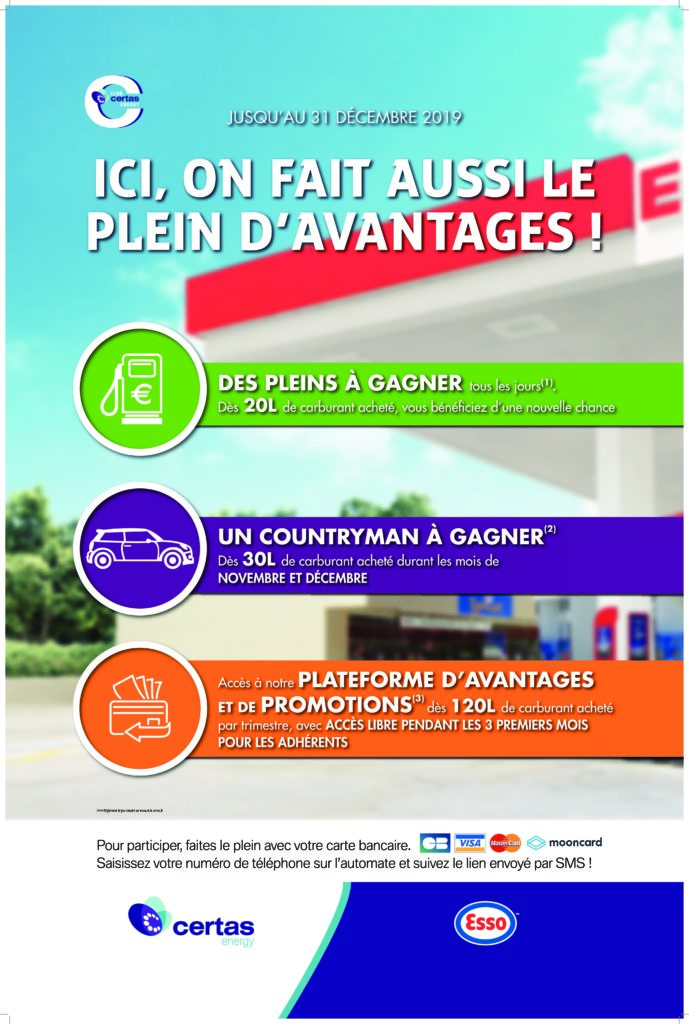 CLUB
certas
ENERGY
JUSQU'AU 31 DÉCEMBRE 2019
ICI, ON FAIT AUSSI LE
PLEIN D'AVANTAGES !
E
€
DES PLEINS À GAGNER tous les jours(1).
Dès 20L de carburant acheté, vous bénéficiez d'une nouvelle chance
UN COUNTRYMAN À GAGNER(2)
Dès 30L de carburant acheté durant les mois de
NOVEMBRE ET DÉCEMBRE
Accès à notre PLATEFORME D'AVANTAGES
ET DE PROMOTIONS(3) dès 120L de carburant acheté
par trimestre, avec ACCÈS LIBRE PENDANT LES 3 PREMIERS MOIS
POUR LES ADHÉRENTS
Pour participer, faites le plein avec votre carte bancaire. CB VISA MasterCard mooncard
Saisissez votre numéro de téléphone sur l'automate et suivez le lien envoyé par SMS !
certas
energy
Esso